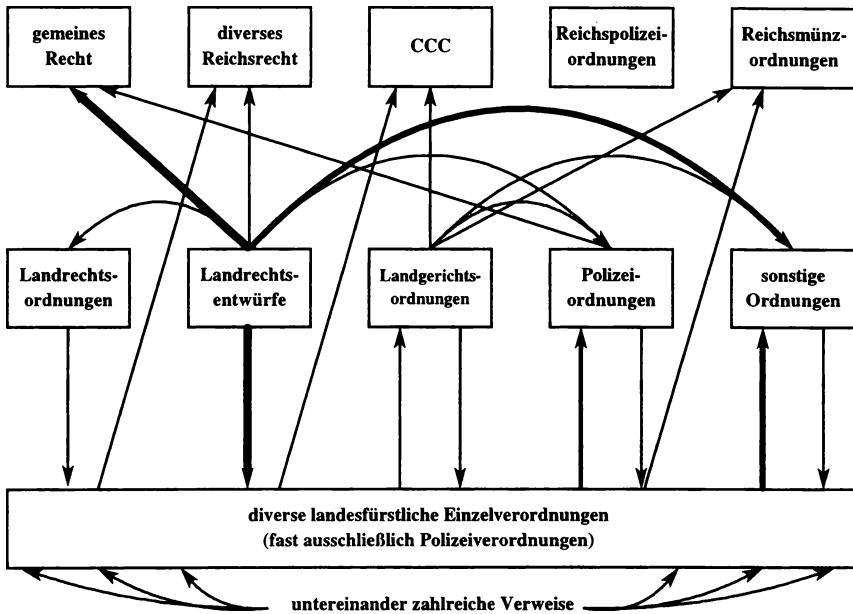 gemeines
Recht
diverses
Reichsrecht
CCC
Reichspolizei-
ordnungen
Reichsmünz-
ordnungen
Landrechts-
ordnungen
Landrechts-
entwürfe
Landgerichts-
ordnungen
Polizei-
ordnungen
sonstige
Ordnungen
diverse landesfürstliche Einzelverordnungen
(fast ausschließlich Polizeiverordnungen)
untereinander zahlreiche Verweise